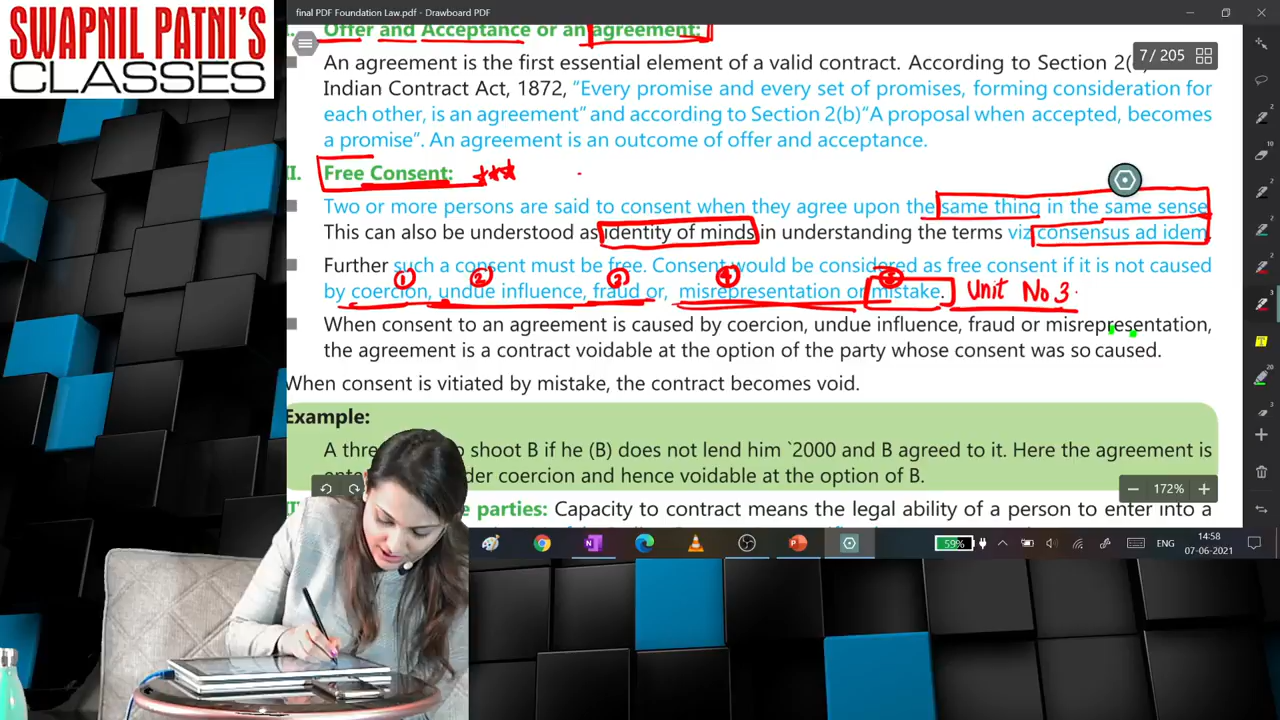 SWAPNIL PATNI'S
CLASSES
final PDF Foundation Law.pdf - Drawboard PDF
Offer and Acceptance or an agreement:
7 / 205
An agreement is the first essential element of a valid contract. According to Section 2(
Indian Contract Act, 1872, “Every promise and every set of promises, forming consideration for
each other, is an agreement” and according to Section 2(b)“A proposal when accepted, becomes
a promise”. An agreement is an outcome of offer and acceptance.
II. Free Consent:
Two or more persons are said to consent when they agree upon the same thing in the same sense.
This can also be understood as identity of minds in understanding the terms viz consensus ad idem.
Further such a consent must be free. Consent would be considered as free consent if it is not caused
1 2 3 4
by coercion, undue influence, fraud or, misrepresentation or mistake. Unit No 3
When consent to an agreement is caused by coercion, undue influence, fraud or misrepresentation,
the agreement is a contract voidable at the option of the party whose consent was so caused.
When consent is vitiated by mistake, the contract becomes void.
Example:
A to shoot B if he (B) does not lend him `2000 and B agreed to it. Here the agreement is
coercion and hence voidable at the option of B.
172%
parties: Capacity to contract means the legal ability of a person to enter into a
59%
ENG
14:58
07-06-2021